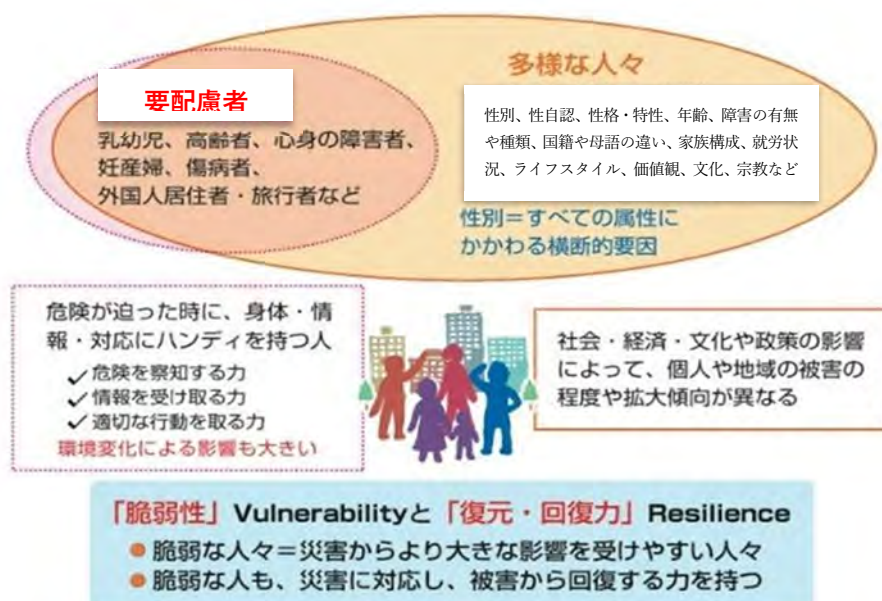 要配慮者
乳幼児、高齢者、心身の障害者、
妊産婦、傷病者、
外国人居住者・旅行者など
多様な人々
性別、性自認、性格・特性、年齢、障害の有無
や種類、国籍や母語の違い、家族構成、就労状
況、ライフスタイル、価値観、文化、宗教など
性別＝すべての属性に
かかわる横断的要因
危険が迫った時に、身体・情
報・対応にハンディを持つ人
✓危険を察知する力
✓情報を受け取る力
✓適切な行動を取る力
環境変化による影響も大きい
社会・経済・文化や政策の影響
によって、個人や地域の被害の
程度や拡大傾向が異なる
「脆弱性」Vulnerabilityと「復元・回復力」Resilience
●脆弱な人々＝災害からより大きな影響を受けやすい人々
●脆弱な人も、災害に対応し、被害から回復する力を持つ